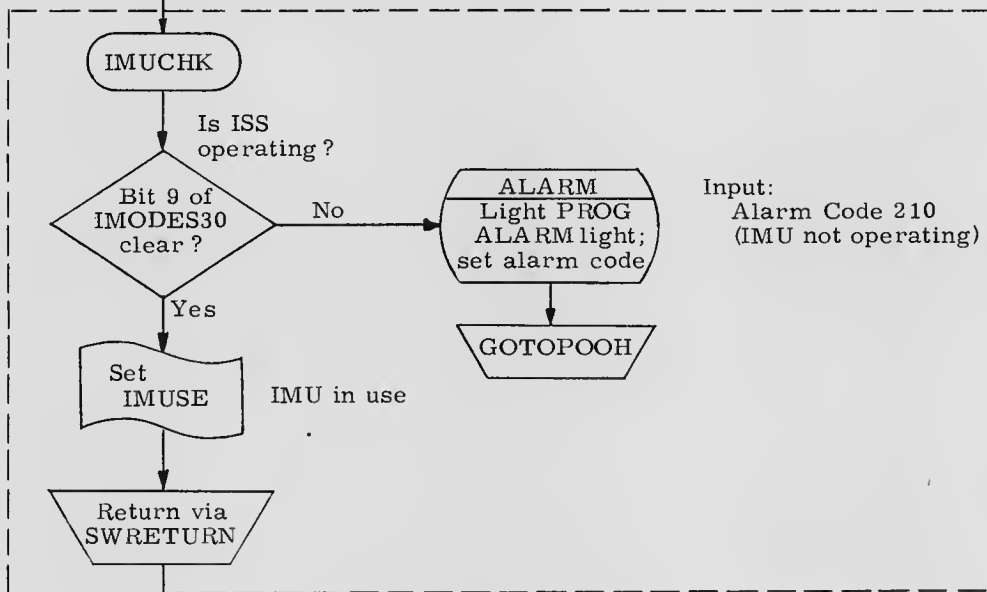 IMUCHK
Is ISS
operating ?
Bit 9 of
IMODES30
clear ?
No
ALARM
Light PROG
ALARM light;
set alarm code
Input:
Alarm Code 210
(IMU not operating)
Yes
GOTOPOOH
Set
IMUSE
IMU in use
Return via
SWRETURN